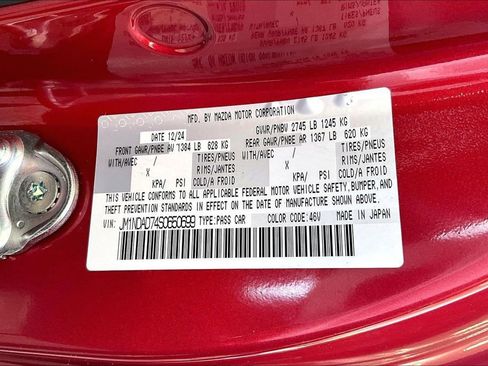 MFD. BY MAZDA MOTOR CORPORATION
DATE 12/24 GVWR/PNBV 2745 LB 1245 KG
FRONT GAWR/PNBE AV 1384 LB 628 KG REAR GAWR/PNBE AR 1367 LB 620 KG
WITH/AVEC / TIRES/PNEUS WITH/AVEC / TIRES/PNEUS
X RIMS/JANTES X RIMS/JANTES
KPA/ PSI COLD/A FROID KPA/ PSI COLD/A FROID
THIS VEHICLE CONFORMS TO ALL APPLICABLE FEDERAL MOTOR VEHICLE SAFETY, BUMPER, AND
THEFT PREVENTION STANDARDS IN EFFECT ON THE DATE OF MANUFACTURE SHOWN ABOVE.
VIN: JM1NDAD74S0650699 TYPE: PASS CAR COLOR CODE: 46V MADE IN JAPAN